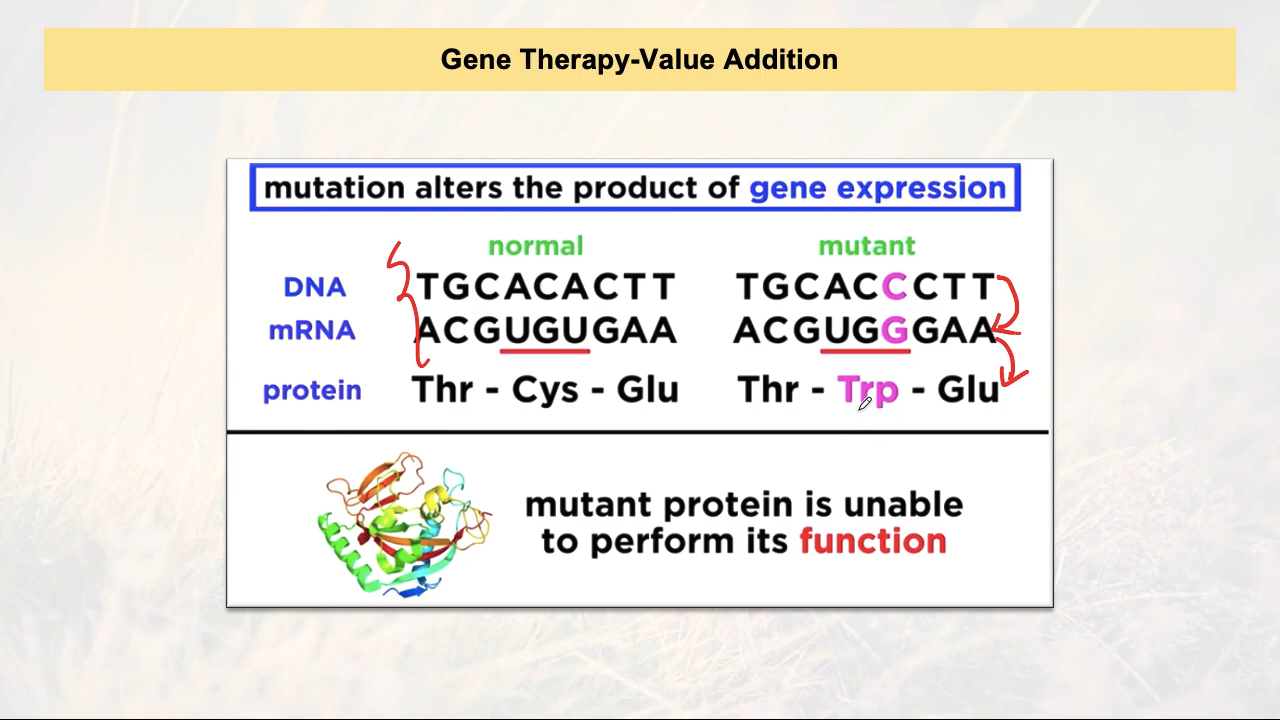 Gene Therapy-Value Addition
mutation alters the product of gene expression
normal mutant
DNA TGCACACTT TGCACCCTT
mRNA ACGUGUGAA ACGUGGGAA
protein Thr - Cys - Glu Thr - Trp - Glu
mutant protein is unable
to perform its function